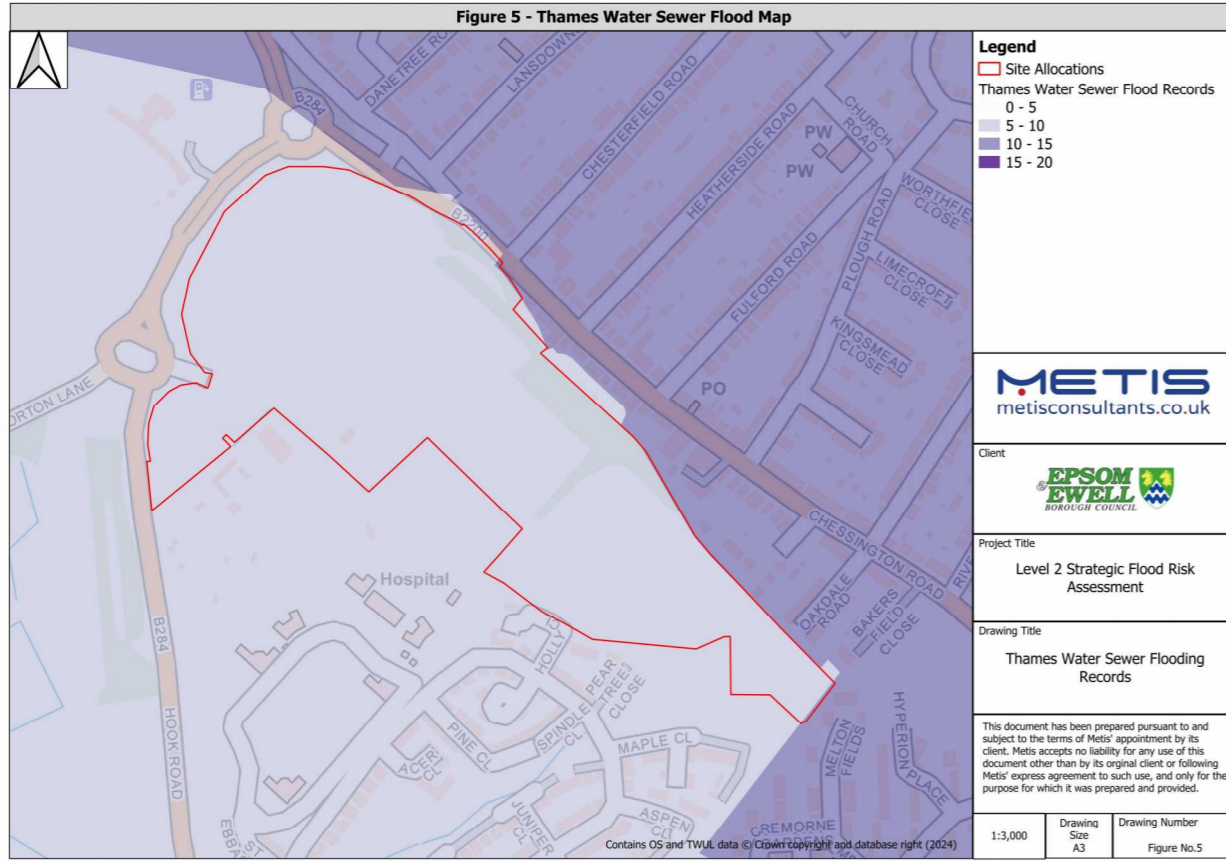 Figure 5 - Thames Water Sewer Flood Map
DANETREE RO
LANSDOWN
B284
CHESTERFIELD ROAD
HEATHERSIDE ROAD
CHURCH
ROAD
PW
PW
WORTHFIE
CLOSE
B2200
FULFORD ROAD
PLOUGH ROAD
LIMECROFT
CLOSE
KINGSMEAD
CLOSE
ORTON LANE
PO
CHESSINGTON ROAD
RIV
OAKDALE
ROAD
BAKERS
FIELD
CLOSE
Hospital
B284
HOOK ROAD
HOLLY
SPINDLE
CL
PEAR
TREE
CLOSE
PINE CL
ACER
CL
MAPLE CL
MELTON
FIELDS
HYPERION PLACE
JUNIPER
CL
ASPEN
CL
CREMORNE
GARDENS
ST
EBBA
Contains OS and TWUL data © Crown copyright and database right (2024)
Legend
Site Allocations
Thames Water Sewer Flood Records
0 - 5
5 - 10
10 - 15
15 - 20
METIS
metisconsultants.co.uk
Client
EPSOM
& EWELL
BOROUGH COUNCIL
Project Title
Level 2 Strategic Flood Risk
Assessment
Drawing Title
Thames Water Sewer Flooding
Records
This document has been prepared pursuant to and
subject to the terms of Metis' appointment by its
client. Metis accepts no liability for any use of this
document other than by its orginal client or following
Metis' express agreement to such use, and only for the
purpose for which it was prepared and provided.
1:3,000
Drawing
Size
A3
Drawing Number
Figure No.5